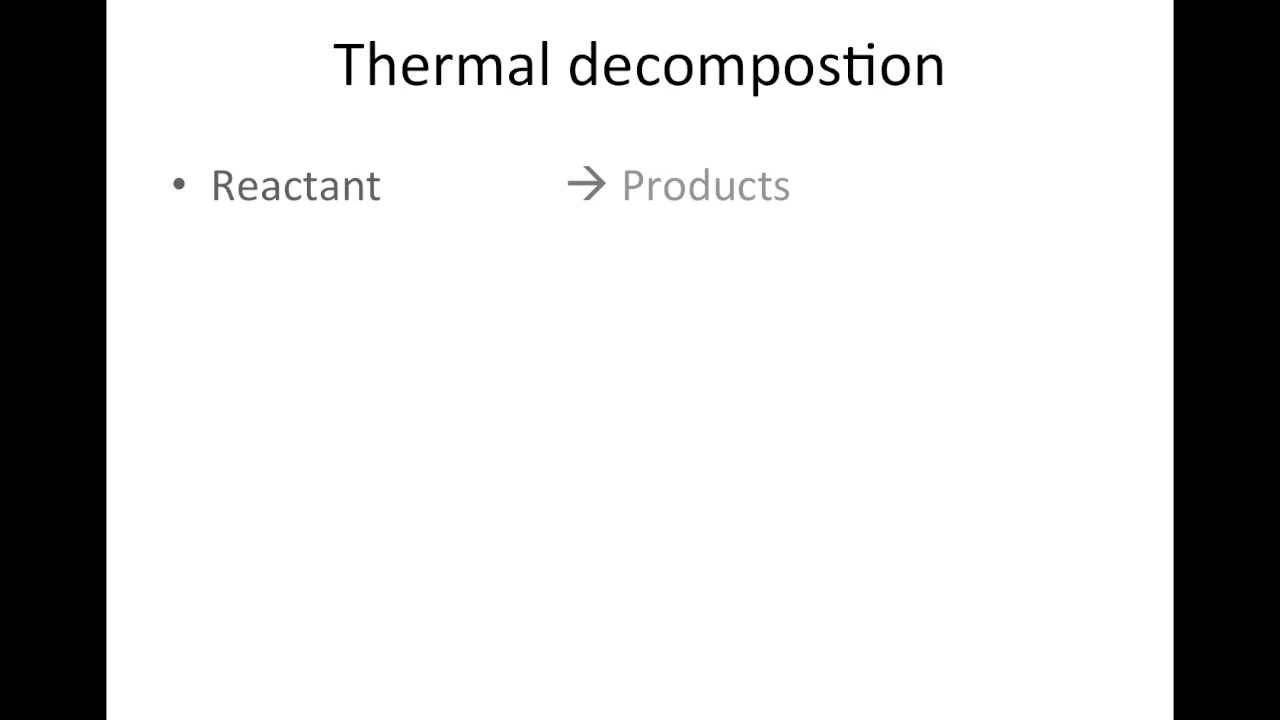 Thermal decompostion
• Reactant → Products